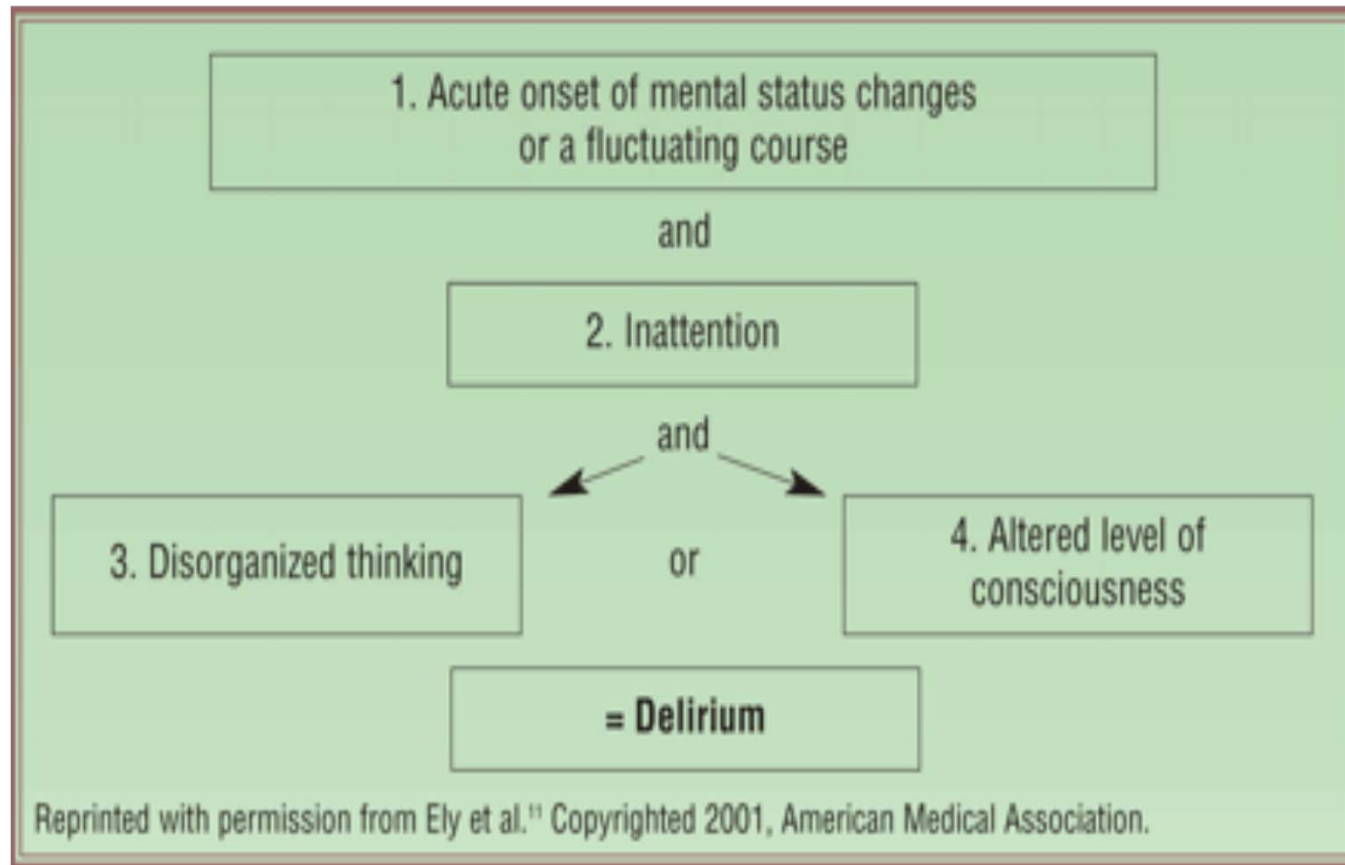 1. Acute onset of mental status changes
or a fluctuating course
and
2. Inattention
and
3. Disorganized thinking
or
4. Altered level of
consciousness
= Delirium
Reprinted with permission from Ely et al.¹¹ Copyrighted 2001, American Medical Association.